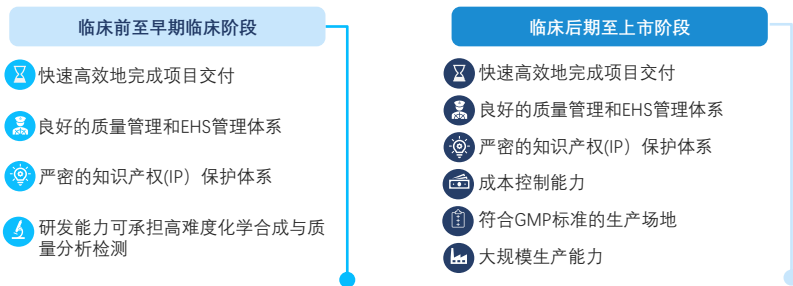 临床前至早期临床阶段
快速高效地完成项目交付
良好的质量管理和EHS管理体系
严密的知识产权(IP）保护体系
研发能力可承担高难度化学合成与质
量分析检测
临床后期至上市阶段
快速高效地完成项目交付
良好的质量管理和EHS管理体系
严密的知识产权(IP）保护体系
成本控制能力
符合GMP标准的生产场地
大规模生产能力